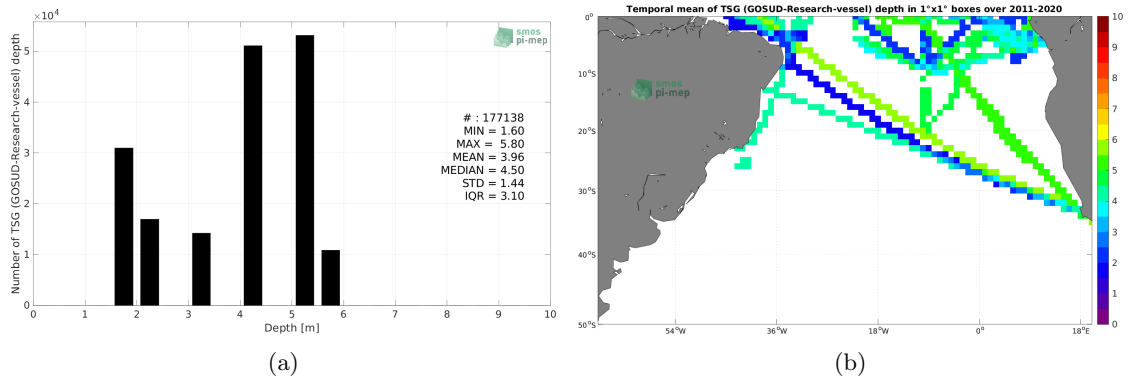 ×10⁴
Number of TSG (GOSUD-Research-vessel) depth
5
4
3
2
1
0
0 1 2 3 4 5 6 7 8 9 10
Depth [m]
smos
pi-mep
# : 177138
MIN = 1.60
MAX = 5.80
MEAN = 3.96
MEDIAN = 4.50
STD = 1.44
IQR = 3.10
(a)
Temporal mean of TSG (GOSUD-Research-vessel) depth in 1°x1° boxes over 2011-2020
0°
10°S
20°S
30°S
40°S
50°S
54°W 36°W 18°W 0° 18°E
smos
pi-mep
10
9
8
7
6
5
4
3
2
1
0
(b)